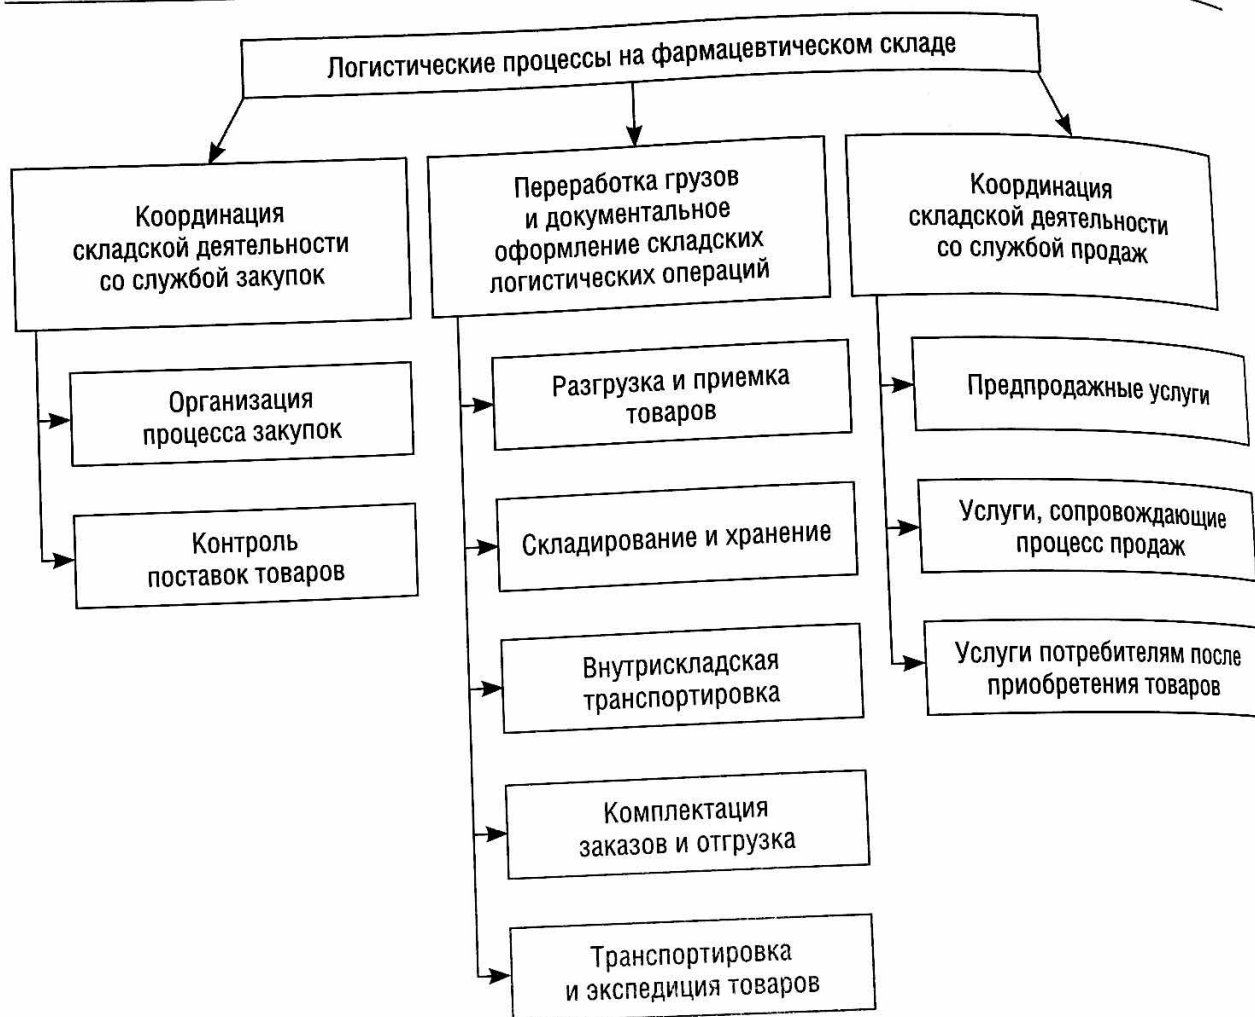 Логистические процессы на фармацевтическом складе
Координация
складской деятельности
со службой закупок
Организация
процесса закупок
Контроль
поставок товаров
Переработка грузов
и документальное
оформление складских
логистических операций
Разгрузка и приемка
товаров
Складирование и хранение
Внутрискладская
транспортировка
Комплектация
заказов и отгрузка
Транспортировка
и экспедиция товаров
Координация
складской деятельности
со службой продаж
Предпродажные услуги
Услуги, сопровождающие
процесс продаж
Услуги потребителям после
приобретения товаров